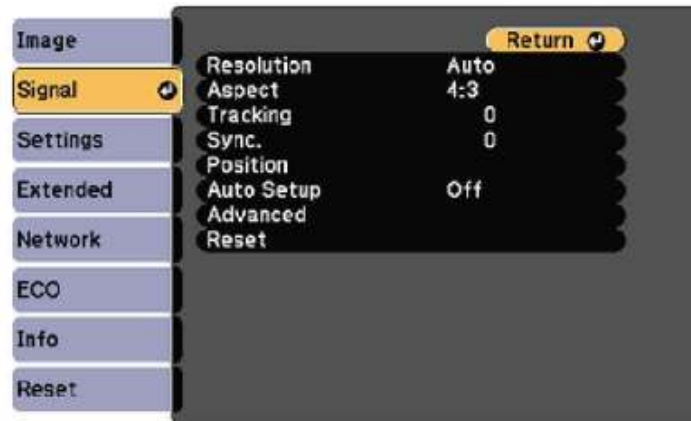 Image
Signal
Settings
Extended
Network
ECO
Info
Reset
Return
Resolution Auto
Aspect 4:3
Tracking 0
Sync. 0
Position
Auto Setup Off
Advanced
Reset